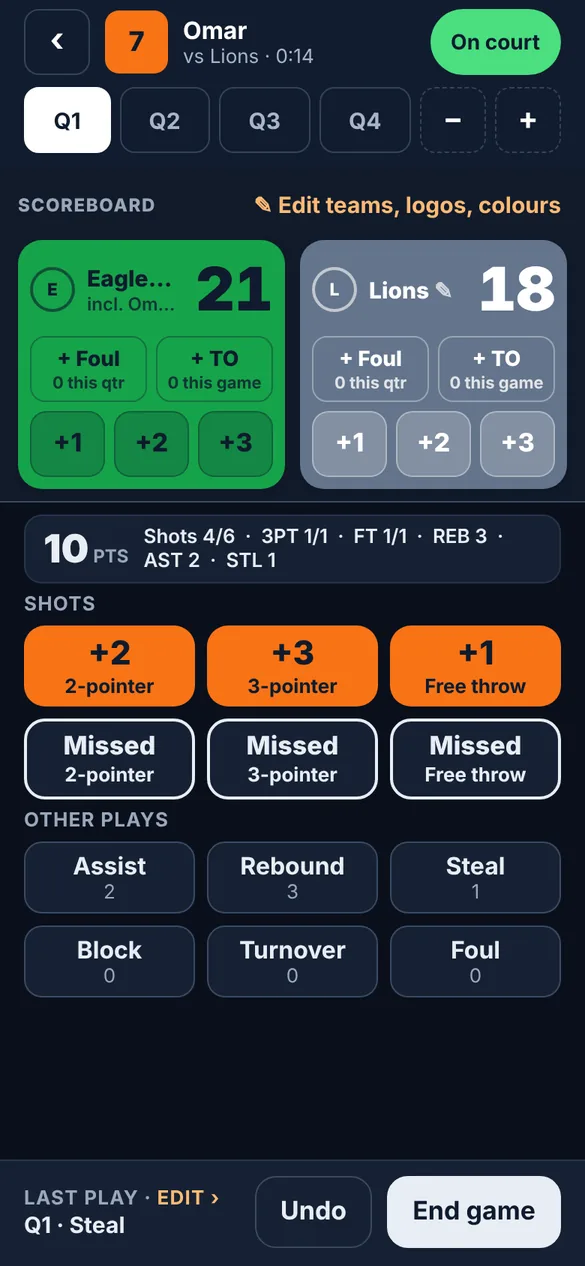 ‹
7
Omar
vs Lions · 0:14
On court
Q1
Q2
Q3
Q4
−
+
SCOREBOARD
✎ Edit teams, logos, colours
E
Eagle...
incl. Om...
21
L
Lions ✎
18
+ Foul
0 this qtr
+ TO
0 this game
+ Foul
0 this qtr
+ TO
0 this game
+1
+2
+3
+1
+2
+3
10 PTS
Shots 4/6 · 3PT 1/1 · FT 1/1 · REB 3 ·
AST 2 · STL 1
SHOTS
+2
2-pointer
+3
3-pointer
+1
Free throw
Missed
2-pointer
Missed
3-pointer
Missed
Free throw
OTHER PLAYS
Assist
2
Rebound
3
Steal
1
Block
0
Turnover
0
Foul
0
LAST PLAY · EDIT ›
Q1 · Steal
Undo
End game